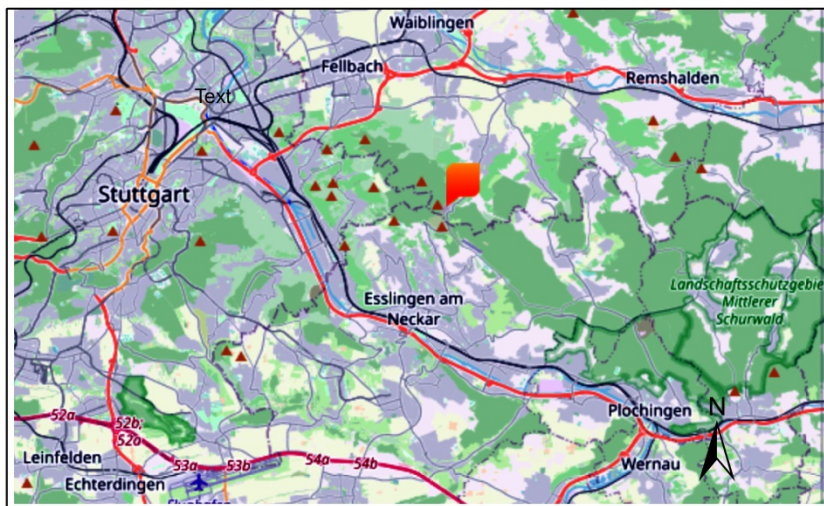 Waiblingen
Fellbach
Remshalden
Text
Stuttgart
Landschaftsschutzgebie
Mittlerer
Schurwald
Esslingen am
Neckar
Plochingen
N
52a
52b;
52a
53a
53b
54a
54b
Leinfelden
Echterdingen
Wernau